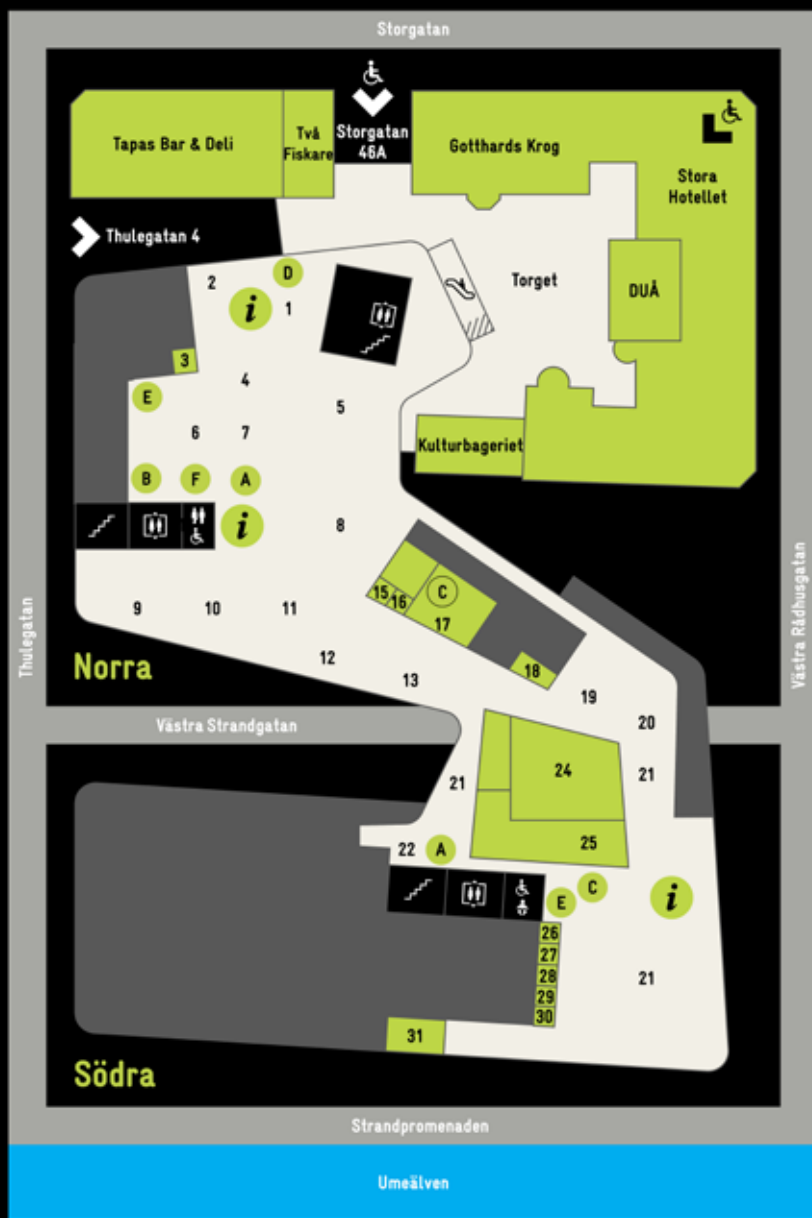 Storgatan
Tapas Bar & Deli
Två
Fiskare
Storgatan
46A
Gotthards Krog
Stora
Hotellet
Thulegatan 4
D
2
i
1
Torget
DUÅ
3
4
E
5
6
7
Kulturbageriet
B
F
A
i
8
15
16
C
17
9
10
11
12
13
18
19
20
Norra
Thulegatan
Västra Rådhusgatan
Västra Strandgatan
21
24
21
22
A
25
E
C
i
26
27
28
29
30
21
31
Södra
Strandpromenaden
Umeälven